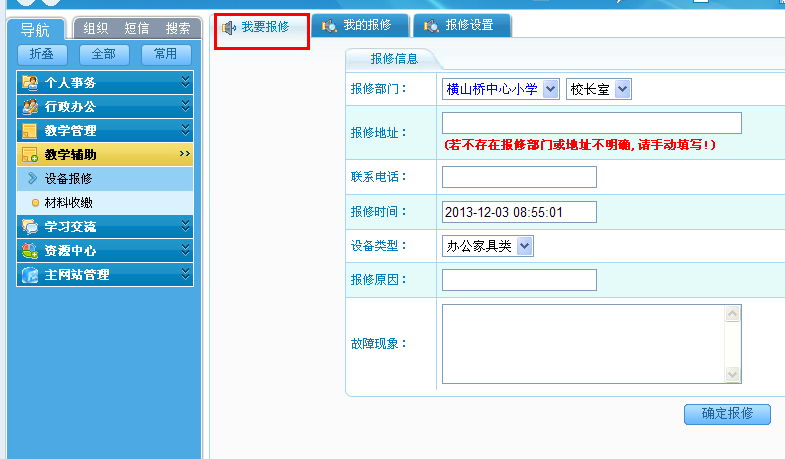 导航 组织 短信 搜索
折叠 全部 常用
个人事务
行政办公
教学管理
教学辅助 >>
设备报修
材料收缴
学习交流
资源中心
主网站管理
我要报修 我的报修 报修设置
报修信息
报修部门： 横山桥中心小学 校长室
报修地址：
(若不存在报修部门或地址不明确,请手动填写!)
联系电话：
报修时间： 2013-12-03 08:55:01
设备类型： 办公家具类
报修原因：
故障现象：
确定报修